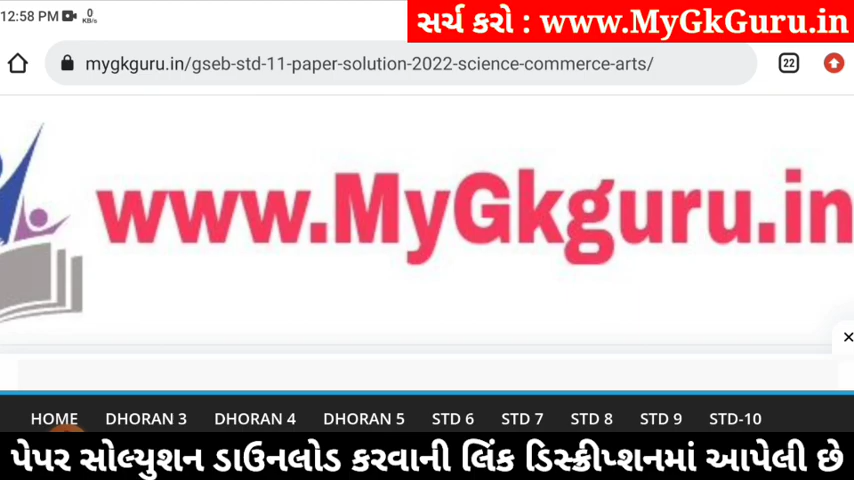 12:58 PM 0 KB/s
સર્ચ કરો : www.MyGkGuru.in
mygkguru.in/gseb-std-11-paper-solution-2022-science-commerce-arts/
22
www.MyGkguru.in
HOME DHORAN 3 DHORAN 4 DHORAN 5 STD 6 STD 7 STD 8 STD 9 STD-10
પેપર સોલ્યુશન ડાઉનલોડ કરવાની લિંક ડિસ્ક્રીપ્શનમાં આપેલી છે